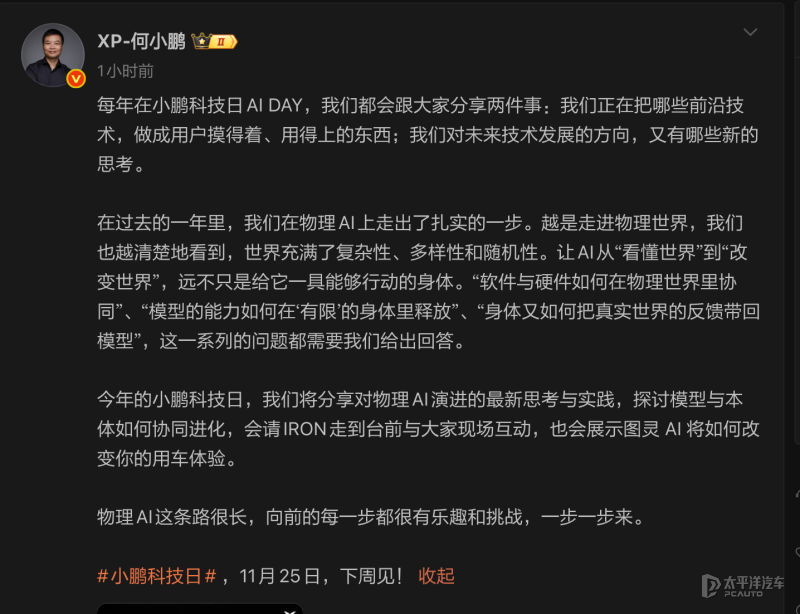 XP-何小鹏 II
1小时前
每年在小鹏科技日AI DAY，我们都会跟大家分享两件事：我们正在把哪些前沿技
术，做成用户摸得着、用得上的东西；我们对未来技术发展的方向，又有哪些新的
思考。
在过去的一年里，我们在物理AI上走出了扎实的一步。越是走进物理世界，我们
也越清楚地看到，世界充满了复杂性、多样性和随机性。让AI从“看懂世界”到“改
变世界”，远不只是给它一具能够行动的身体。“软件与硬件如何在物理世界里协
同”、“模型的能力如何在‘有限’的身体里释放”、“身体又如何把真实世界的反馈带回
模型”，这一系列的问题都需要我们给出回答。
今年的小鹏科技日，我们将分享对物理AI演进的最新思考与实践，探讨模型与本
体如何协同进化，会请IRON走到台前与大家现场互动，也会展示图灵 AI 将如何改
变你的用车体验。
物理AI这条路很长，向前的每一步都很有乐趣和挑战，一步一步来。
#小鹏科技日# ，11月25日，下周见！ 收起
太平洋汽车
PCAUTO